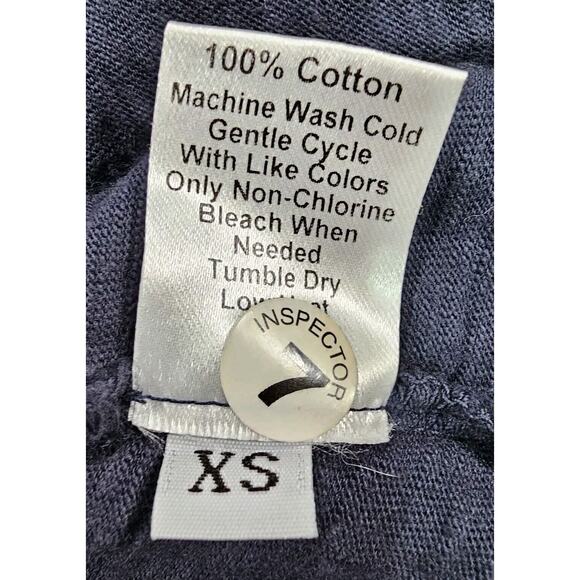 100% Cotton
Machine Wash Cold
Gentle Cycle
With Like Colors
Only Non-Chlorine
Bleach When
Needed
Tumble Dry
INSPECTOR
7
XS